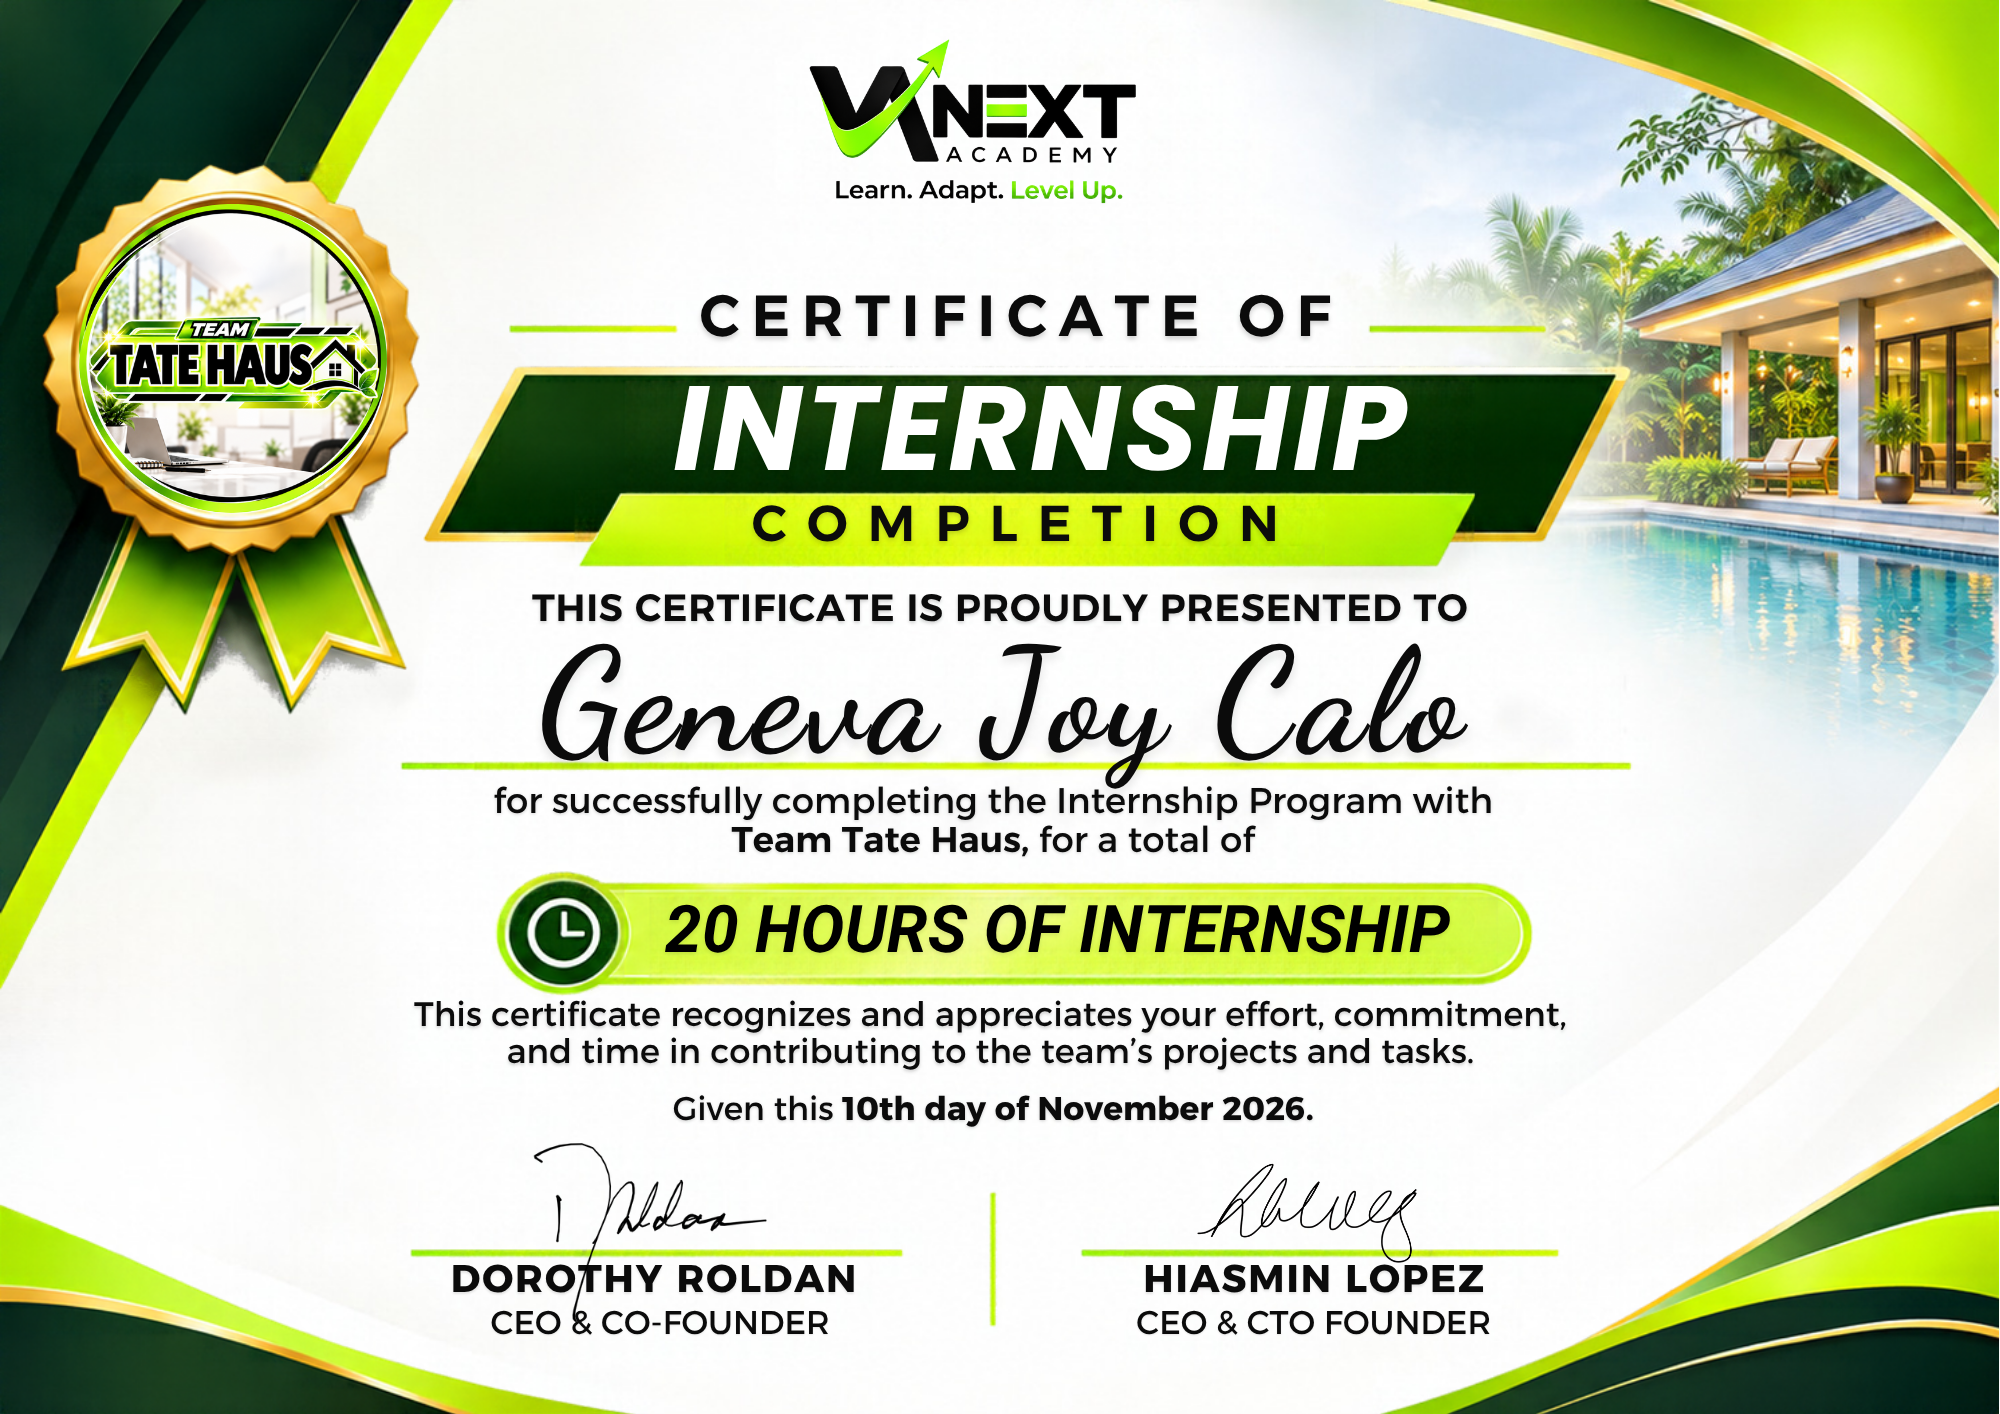 VA NEXT
ACADEMY
Learn. Adapt. Level Up.
TEAM
TATE HAUS
CERTIFICATE OF
INTERNSHIP
COMPLETION
THIS CERTIFICATE IS PROUDLY PRESENTED TO
Geneva Joy Calo
for successfully completing the Internship Program with
Team Tate Haus, for a total of
20 HOURS OF INTERNSHIP
This certificate recognizes and appreciates your effort, commitment,
and time in contributing to the team's projects and tasks.
Given this 10th day of November 2026.
DOROTHY ROLDAN
CEO & CO-FOUNDER
HIASMIN LOPEZ
CEO & CTO FOUNDER